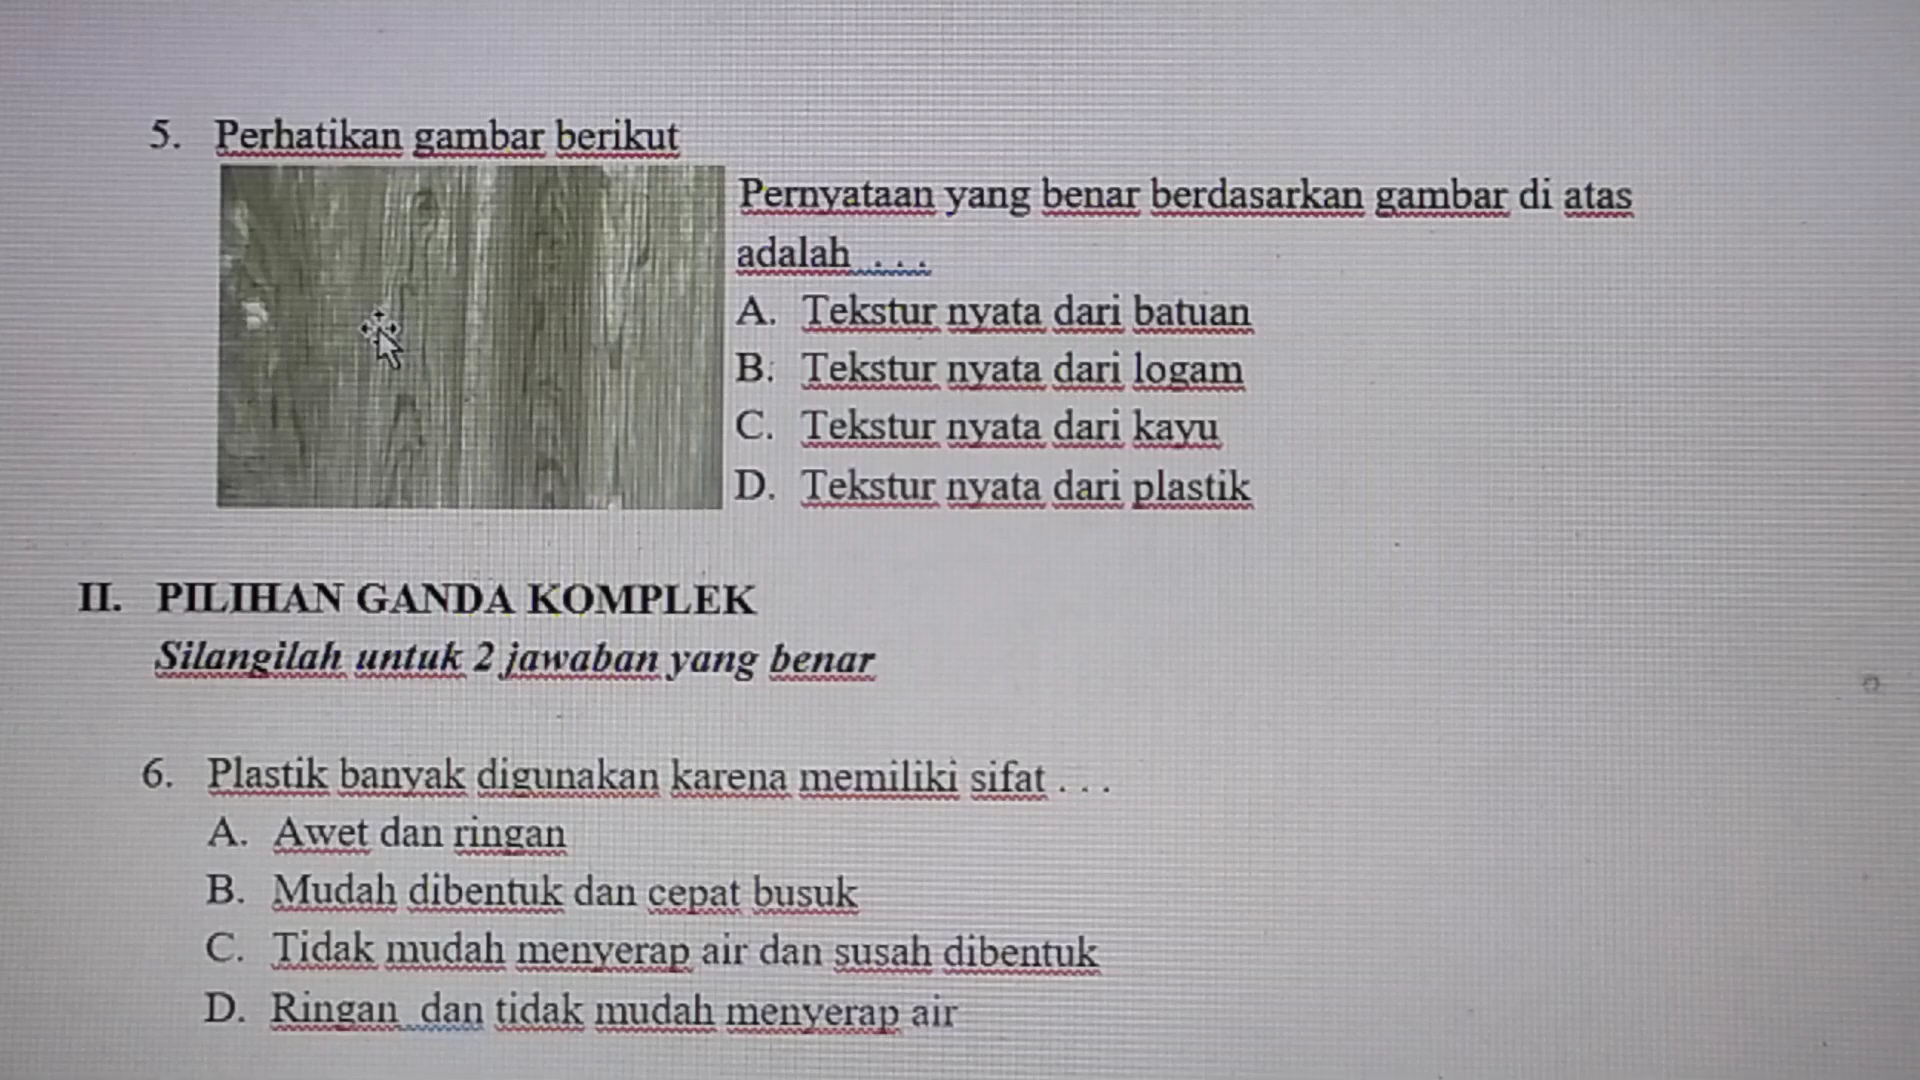 5. Perhatikan gambar berikut
Pernyataan yang benar berdasarkan gambar di atas
adalah . . . .
A. Tekstur nyata dari batuan
B. Tekstur nyata dari logam
C. Tekstur nyata dari kayu
D. Tekstur nyata dari plastik
II. PILIHAN GANDA KOMPLEK
Silangilah untuk 2 jawaban yang benar
6. Plastik banyak digunakan karena memiliki sifat . . .
A. Awet dan ringan
B. Mudah dibentuk dan cepat busuk
C. Tidak mudah menyerap air dan susah dibentuk
D. Ringan dan tidak mudah menyerap air